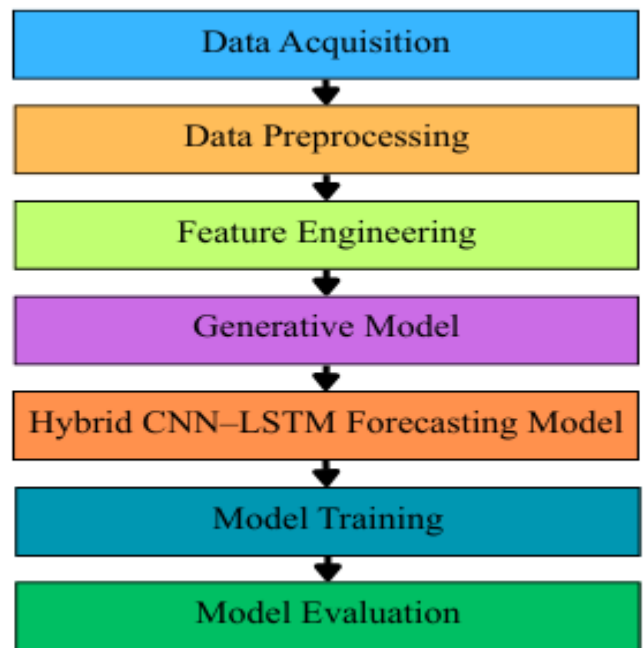 Data Acquisition
Data Preprocessing
Feature Engineering
Generative Model
Hybrid CNN–LSTM Forecasting Model
Model Training
Model Evaluation